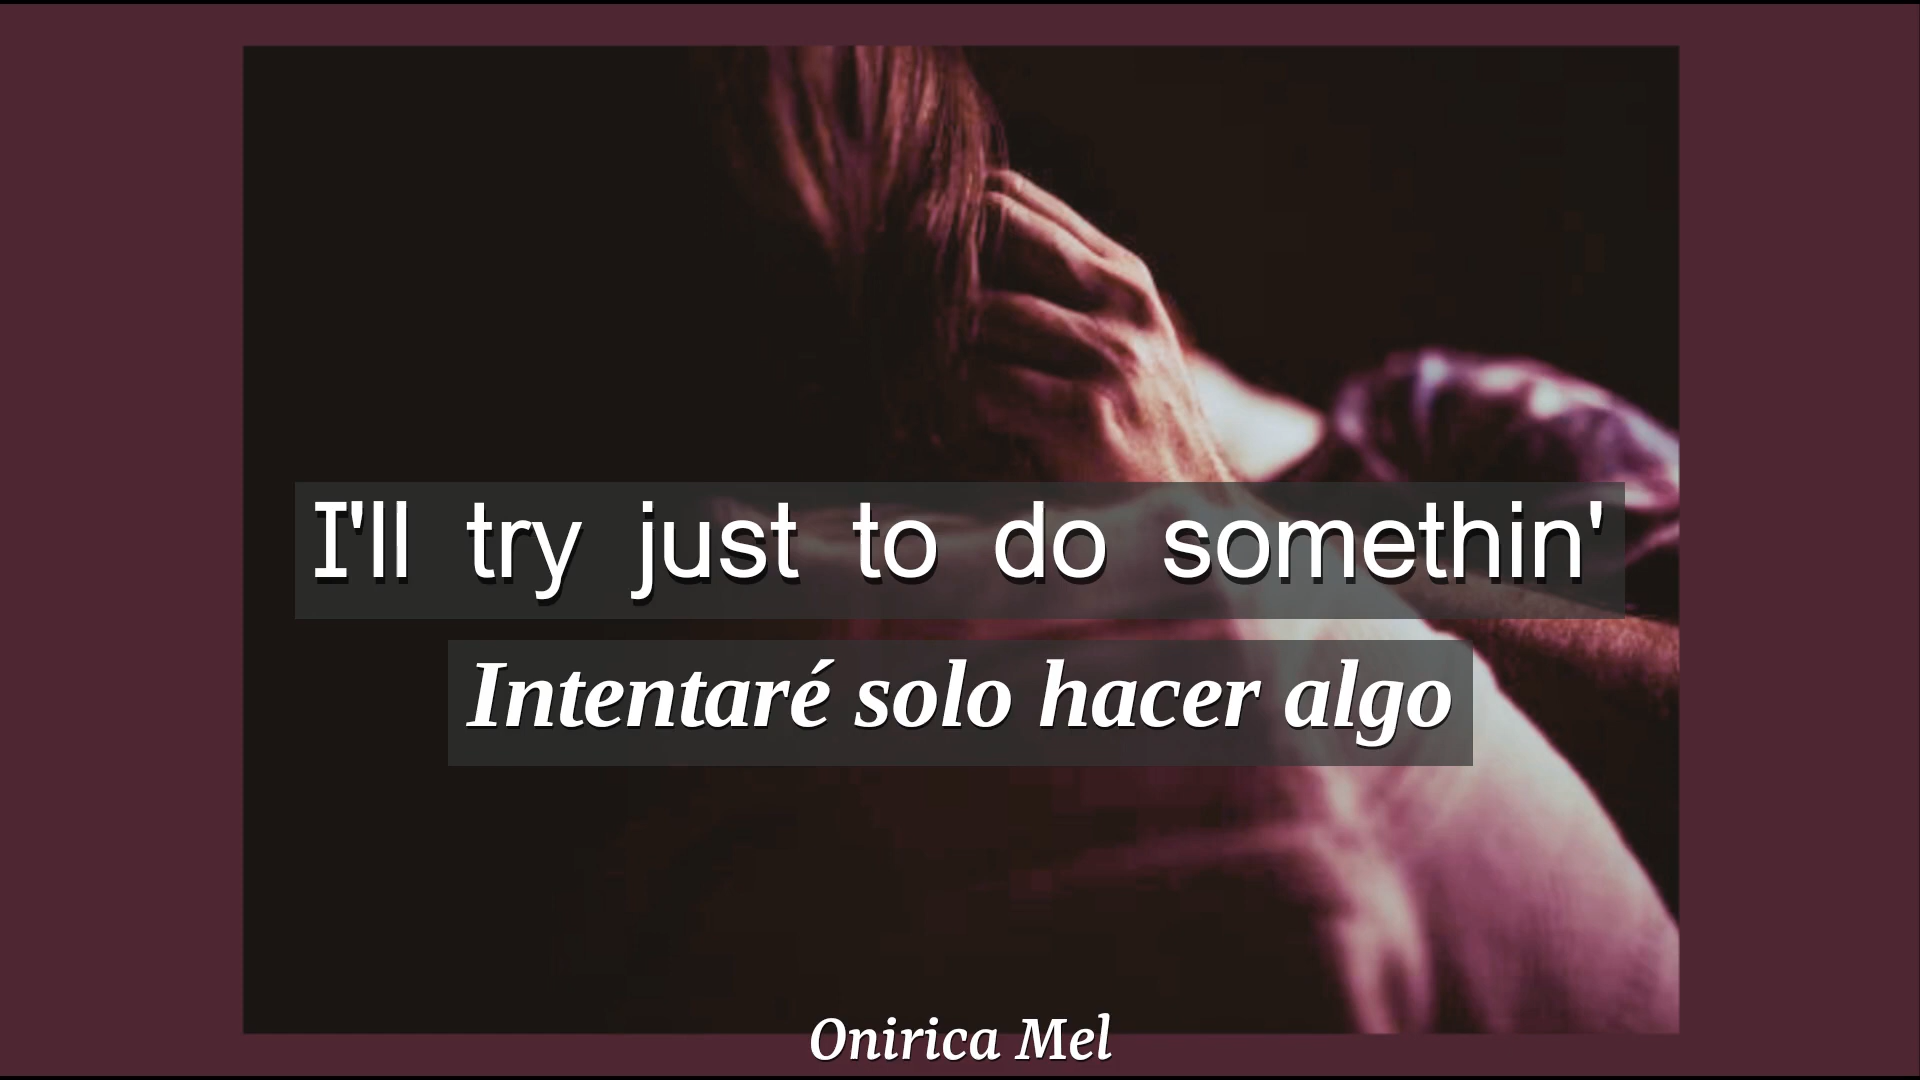 I'll try just to do somethin'
Intentaré solo hacer algo
Onirica Mel